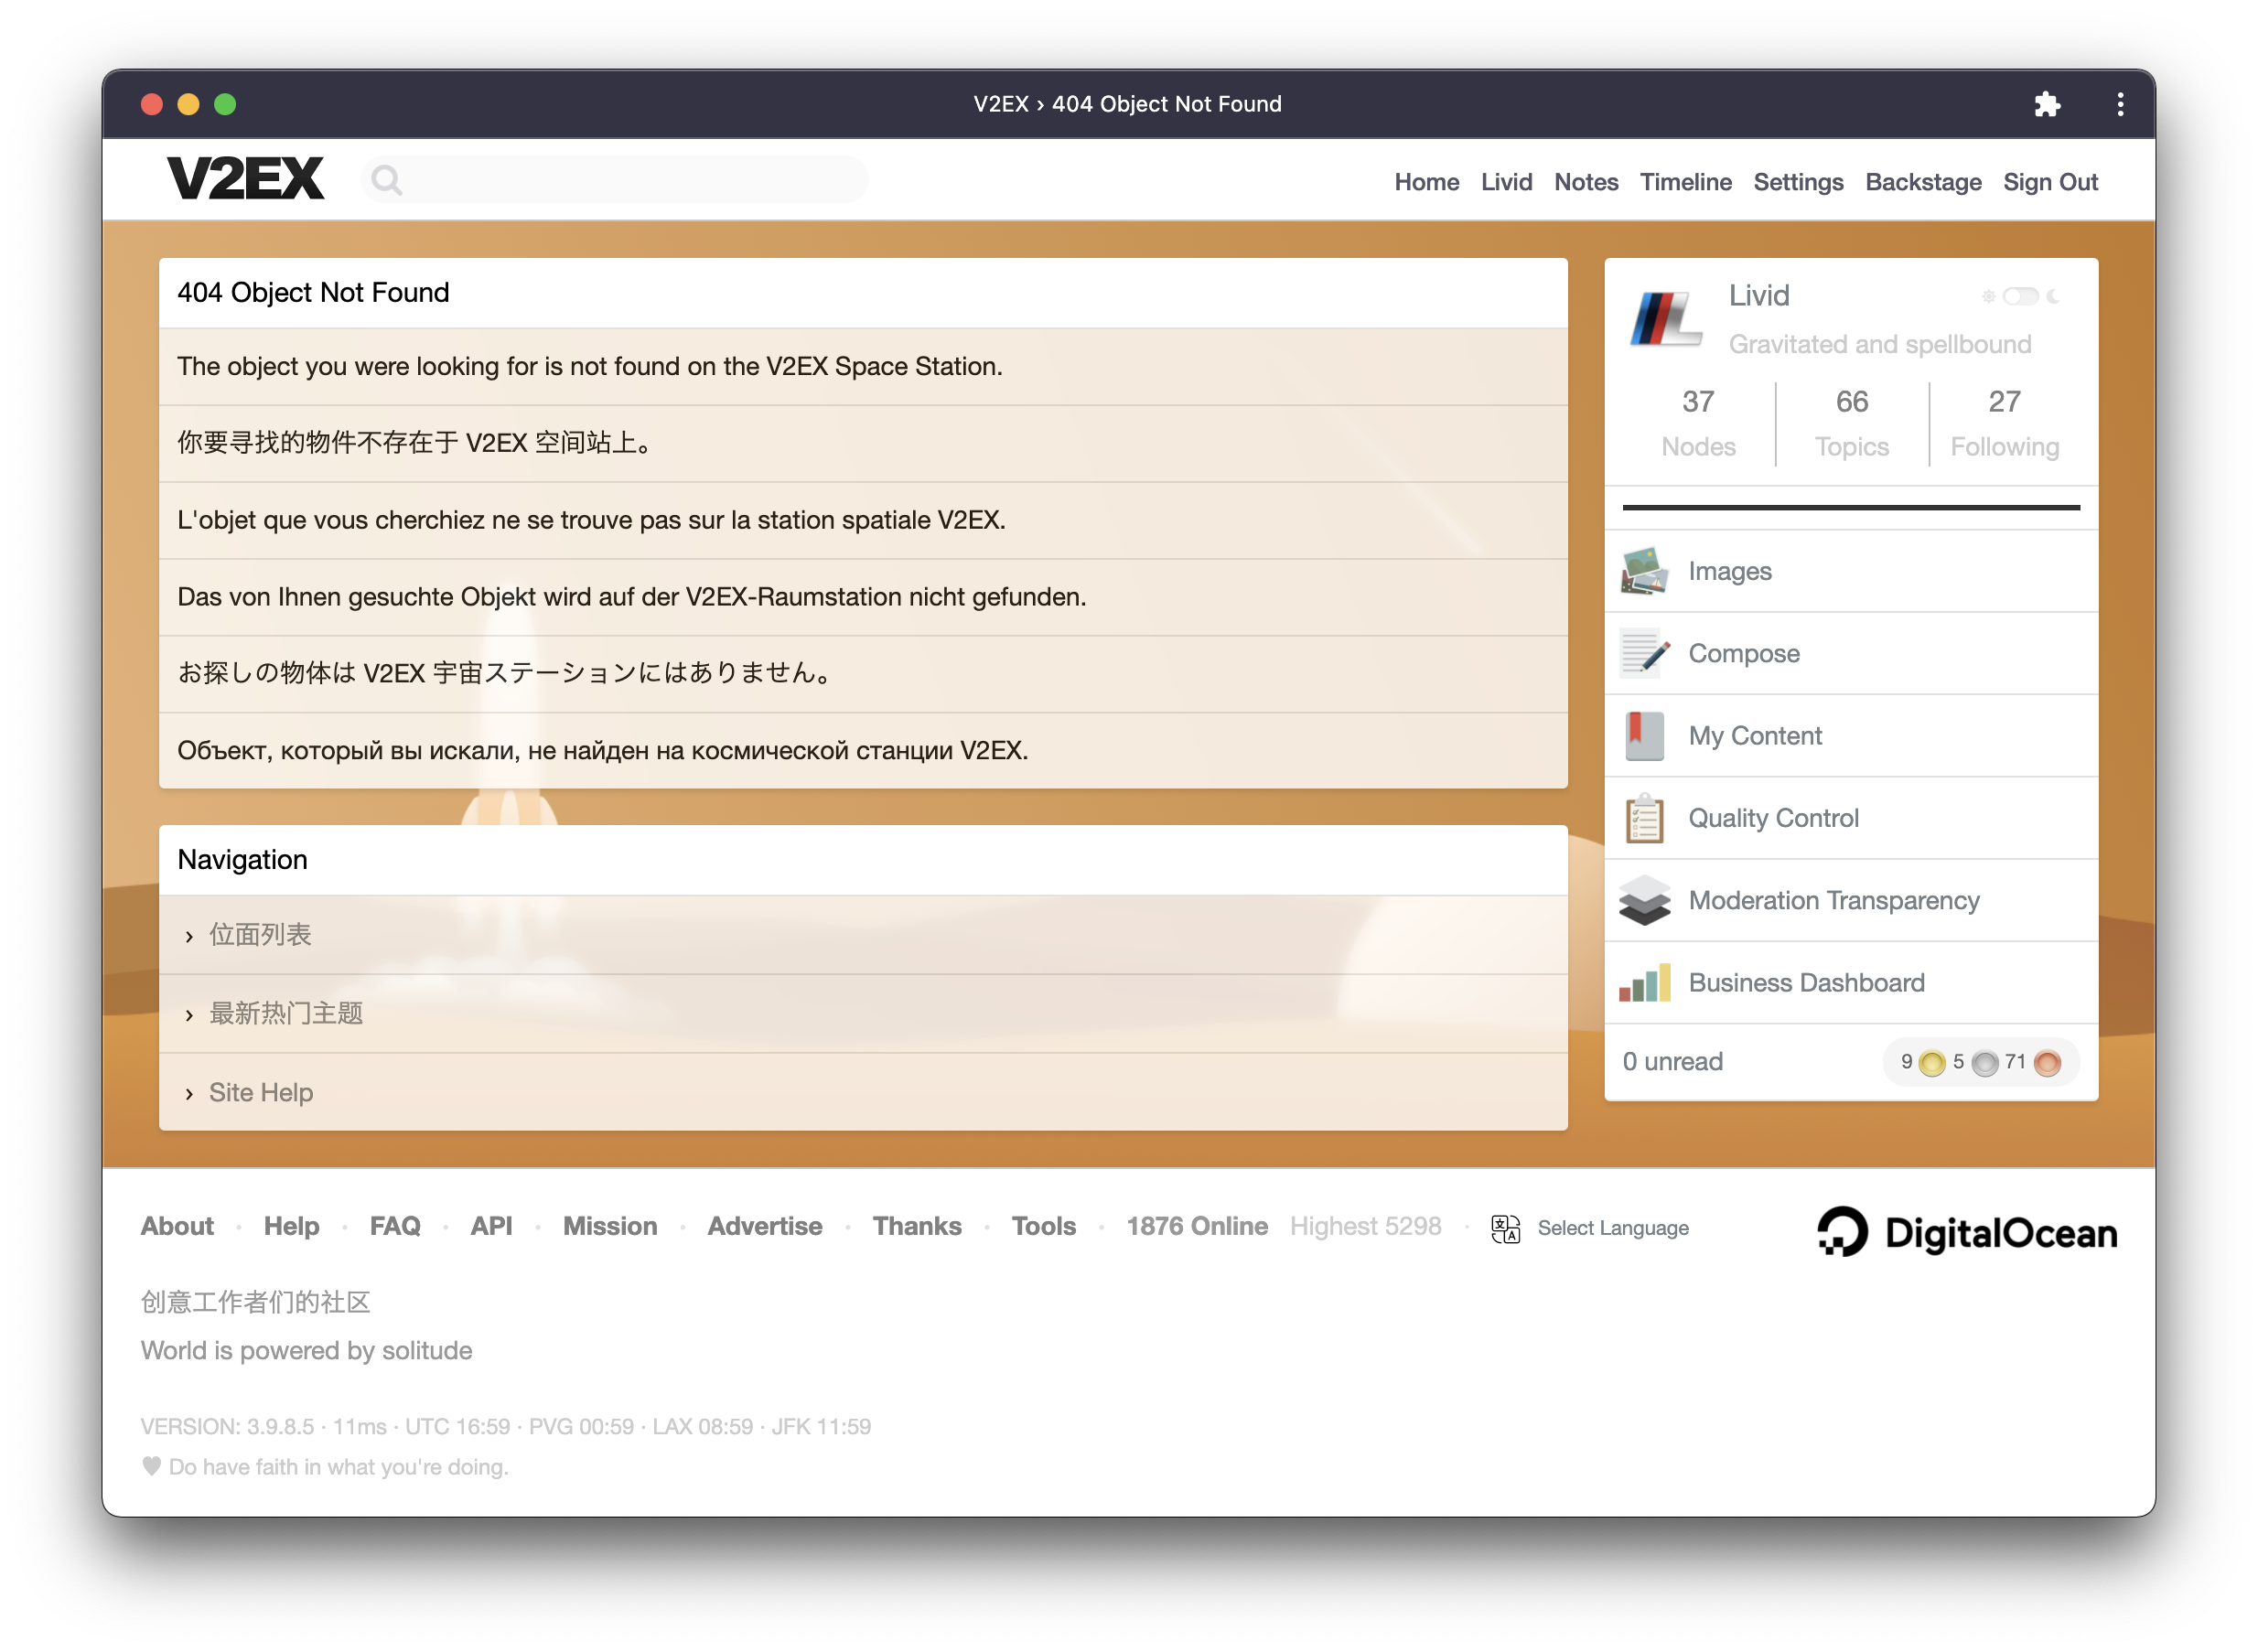 V2EX › 404 Object Not Found
V2EX
Home Livid Notes Timeline Settings Backstage Sign Out
404 Object Not Found
The object you were looking for is not found on the V2EX Space Station.
你要寻找的物件不存在于 V2EX 空间站上。
L'objet que vous cherchiez ne se trouve pas sur la station spatiale V2EX.
Das von Ihnen gesuchte Objekt wird auf der V2EX-Raumstation nicht gefunden.
お探しの物体は V2EX 宇宙ステーションにはありません。
Объект, который вы искали, не найден на космической станции V2EX.
Navigation
› 位面列表
› 最新热门主题
› Site Help
Livid
Gravitated and spellbound
37 66 27
Nodes Topics Following
Images
Compose
My Content
Quality Control
Moderation Transparency
Business Dashboard
0 unread 9 5 71
About · Help · FAQ · API · Mission · Advertise · Thanks · Tools · 1876 Online Highest 5298 · Select Language
DigitalOcean
创意工作者们的社区
World is powered by solitude
VERSION: 3.9.8.5 · 11ms · UTC 16:59 · PVG 00:59 · LAX 08:59 · JFK 11:59
♥ Do have faith in what you're doing.